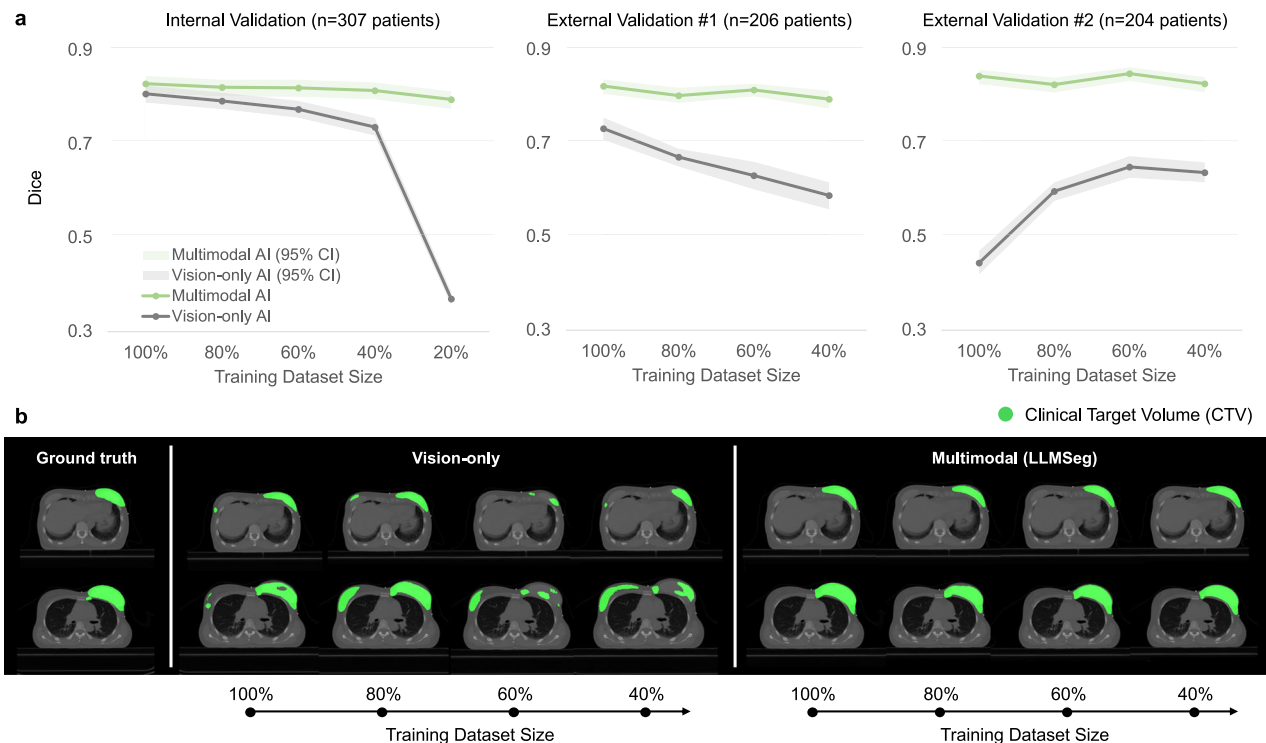 a
Internal Validation (n=307 patients)
External Validation #1 (n=206 patients)
External Validation #2 (n=204 patients)
Dice
0.9
0.7
0.5
0.3
Multimodal AI (95% CI)
Vision-only AI (95% CI)
Multimodal AI
Vision-only AI
100% 80% 60% 40% 20%
Training Dataset Size
0.9
0.7
0.5
0.3
100% 80% 60% 40%
Training Dataset Size
0.9
0.7
0.5
0.3
100% 80% 60% 40%
Training Dataset Size
b
Clinical Target Volume (CTV)
Ground truth
Vision-only
Multimodal (LLMSeg)
100% 80% 60% 40%
Training Dataset Size
100% 80% 60% 40%
Training Dataset Size